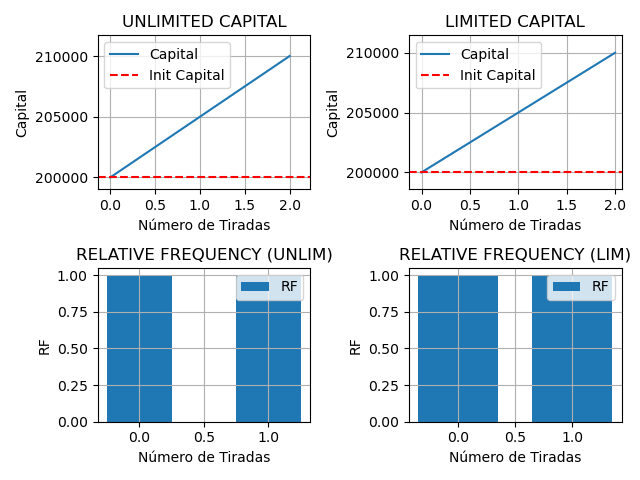 UNLIMITED CAPITAL
Capital
210000
205000
200000
Capital
Init Capital
0.0 0.5 1.0 1.5 2.0
Número de Tiradas
LIMITED CAPITAL
Capital
210000
205000
200000
Capital
Init Capital
0.0 0.5 1.0 1.5 2.0
Número de Tiradas
RELATIVE FREQUENCY (UNLIM)
RF
1.00
0.75
0.50
0.25
0.00
RF
0.0 0.5 1.0
Número de Tiradas
RELATIVE FREQUENCY (LIM)
RF
1.00
0.75
0.50
0.25
0.00
RF
0.0 0.5 1.0
Número de Tiradas